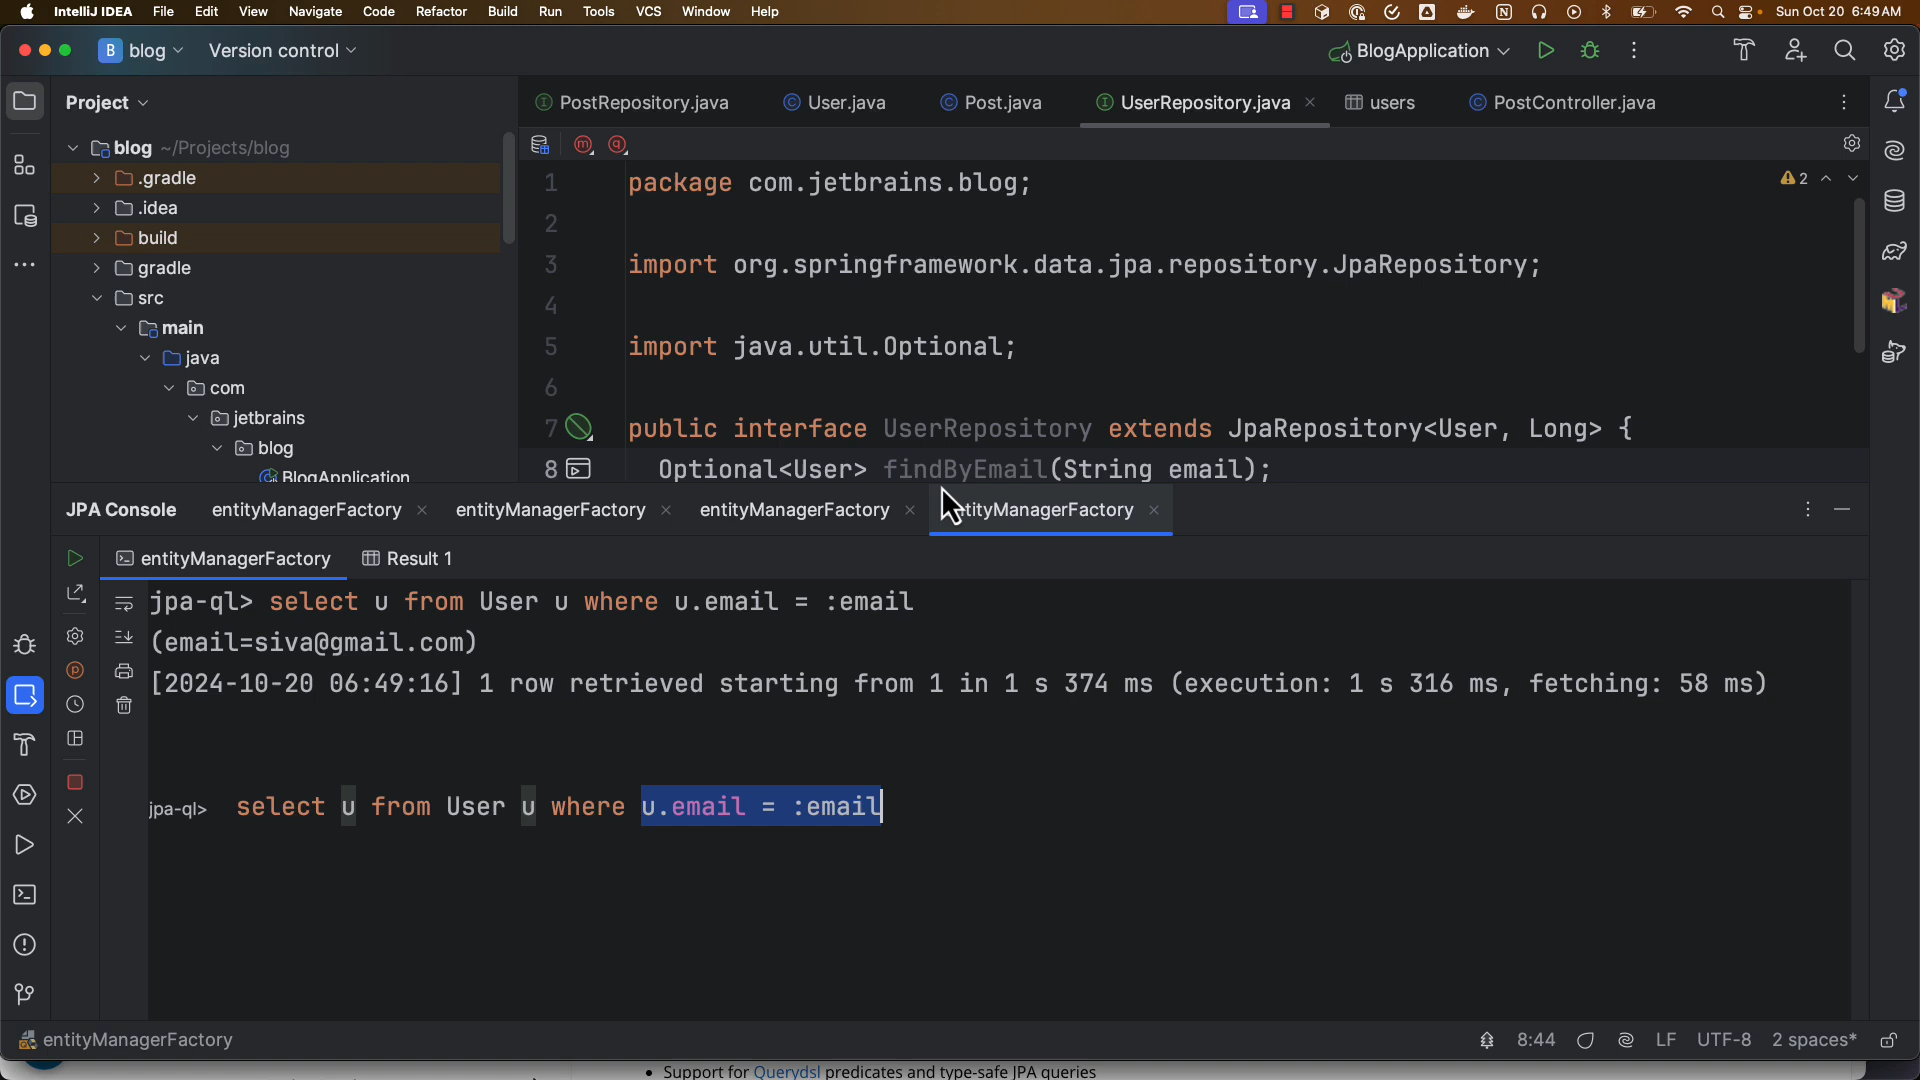 IntelliJ IDEA File Edit View Navigate Code Refactor Build Run Tools VCS Window Help Sun Oct 20 6:49 AM
B blog Version control BlogApplication
Project PostRepository.java User.java Post.java UserRepository.java users PostController.java
blog ~/Projects/blog
.gradle
.idea
build
gradle
src
main
java
com
jetbrains
blog
BlogApplication
2
1 package com.jetbrains.blog;
2
3 import org.springframework.data.jpa.repository.JpaRepository;
4
5 import java.util.Optional;
6
7 public interface UserRepository extends JpaRepository<User, Long> {
8 Optional<User> findByEmail(String email);
JPA Console entityManagerFactory entityManagerFactory entityManagerFactory tityManagerFactory
entityManagerFactory Result 1
jpa-ql> select u from User u where u.email = :email
(email=siva@gmail.com)
[2024-10-20 06:49:16] 1 row retrieved starting from 1 in 1 s 374 ms (execution: 1 s 316 ms, fetching: 58 ms)
jpa-ql> select u from User u where u.email = :email
entityManagerFactory 8:44 LF UTF-8 2 spaces*
• Support for Querydsl predicates and type-safe JPA queries